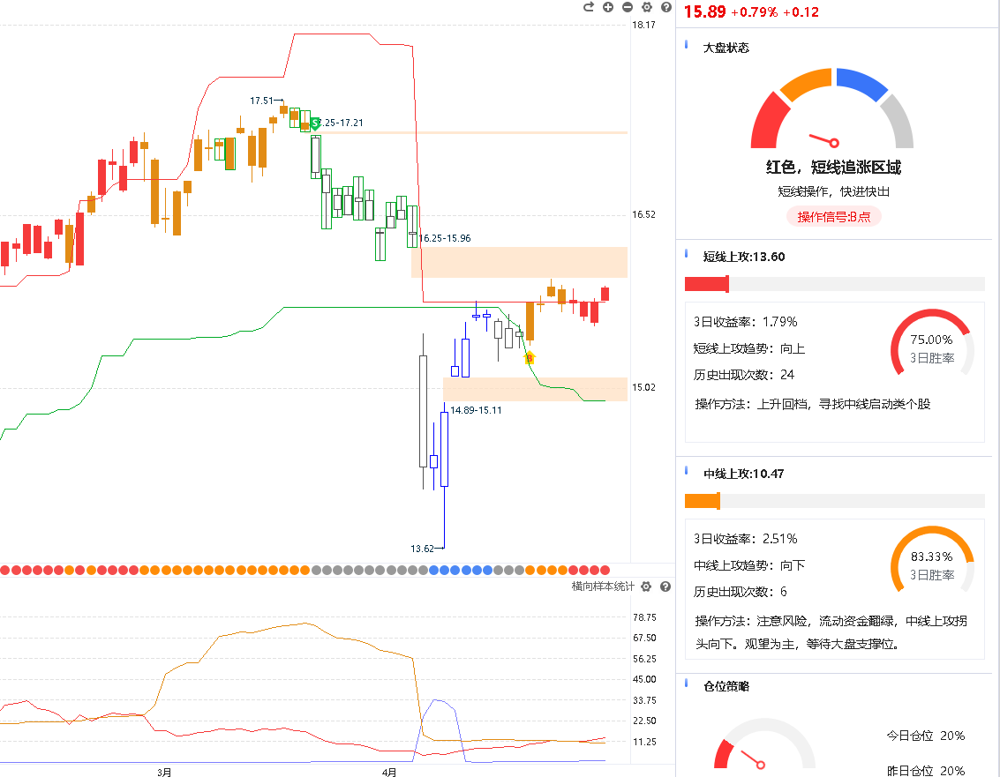 18.17
17.51
S
.25-17.21
16.52
16.25-15.96
B
15.02
14.89-15.11
13.62
横向样本统计
78.75
67.50
56.25
45.00
33.75
22.50
11.25
3月
4月
15.89 +0.79% +0.12
大盘状态
红色，短线追涨区域
短线操作，快进快出
操作信号:B点
短线上攻:13.60
3日收益率：1.79%
短线上攻趋势：向上
历史出现次数：24
75.00%
3日胜率
操作方法：上升回档，寻找中线启动类个股
中线上攻:10.47
3日收益率：2.51%
中线上攻趋势：向下
历史出现次数：6
83.33%
3日胜率
操作方法：注意风险，流动资金翻绿，中线上攻拐
头向下。观望为主，等待大盘支撑位。
仓位策略
今日仓位 20%
昨日仓位 20%